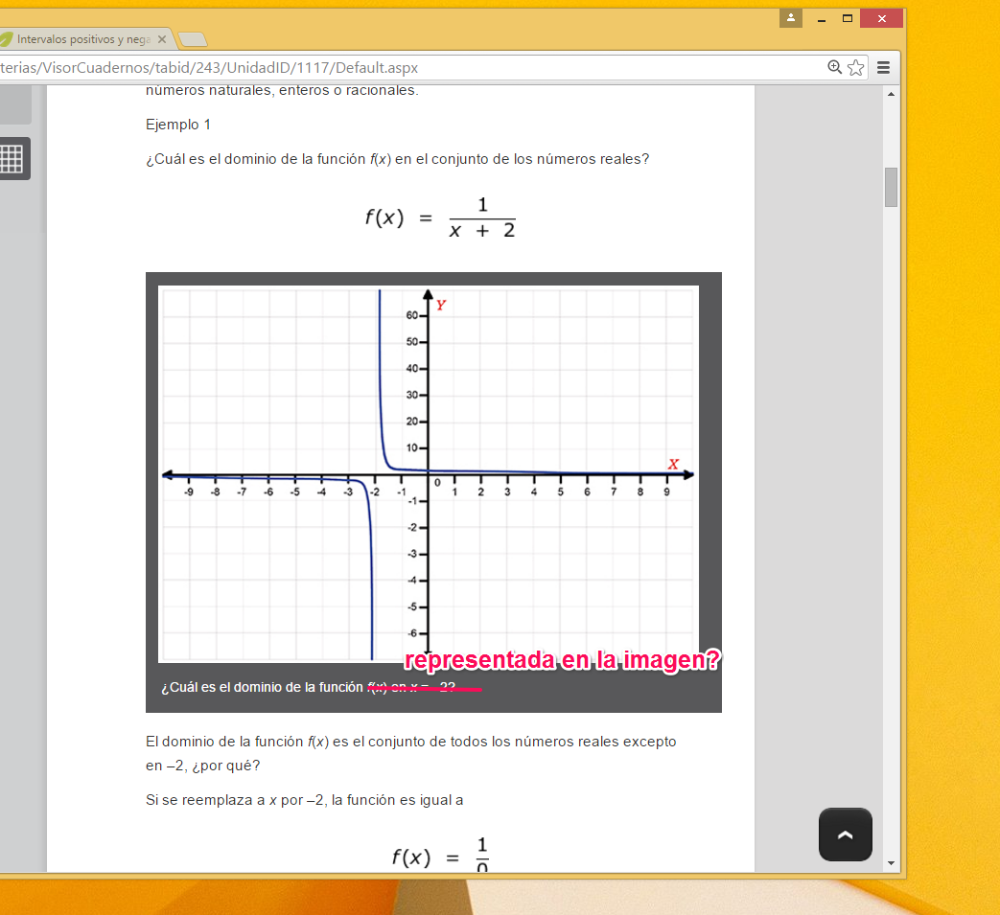 Intervalos positivos y nega
terias/VisorCuadernos/tabid/243/UnidadID/1117/Default.aspx
números naturales, enteros o racionales.
Ejemplo 1
¿Cuál es el dominio de la función f(x) en el conjunto de los números reales?
f(x) = 1
x + 2
Y
60
50
40
30
20
10
X
-9 -8 -7 -6 -5 -4 -3 -2 -1 0 1 2 3 4 5 6 7 8 9
-1
-2
-3
-4
-5
-6
representada en la imagen?
¿Cuál es el dominio de la función f(x) en x = –2?
El dominio de la función f(x) es el conjunto de todos los números reales excepto
en –2, ¿por qué?
Si se reemplaza a x por –2, la función es igual a
f(x) = 1
0